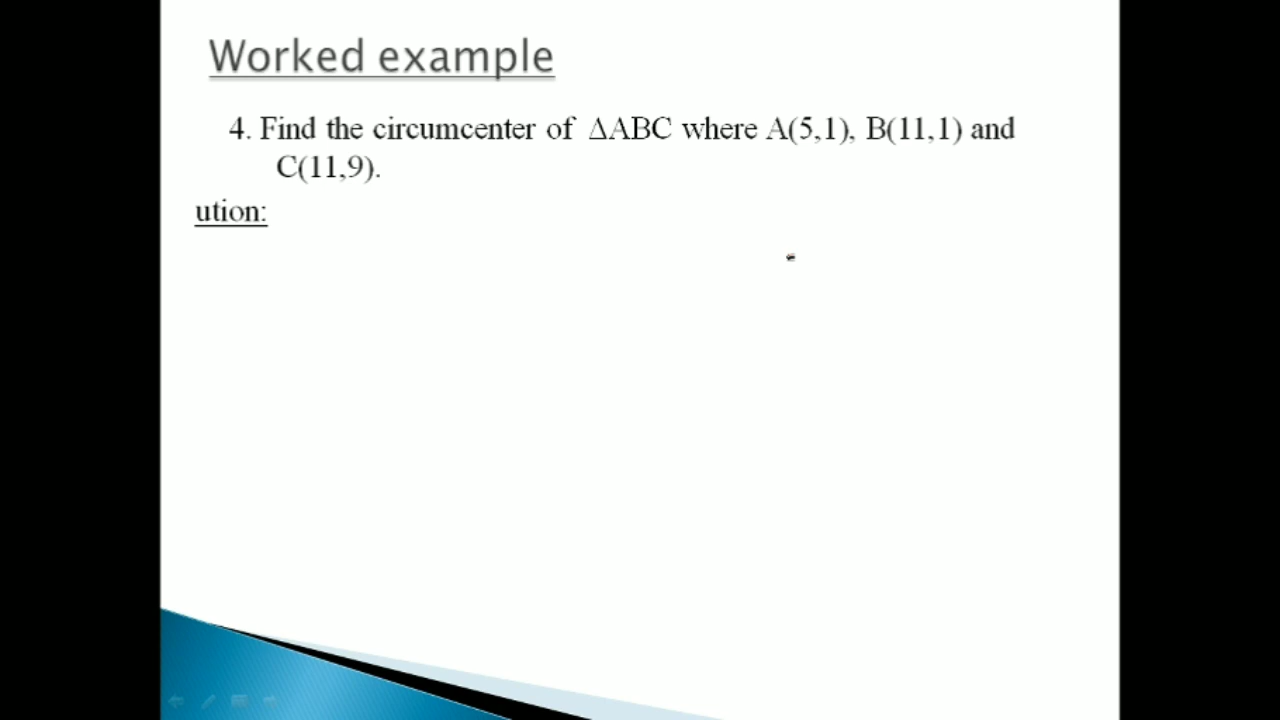 Worked example
4. Find the circumcenter of ΔABC where A(5,1), B(11,1) and
C(11,9).
ution: